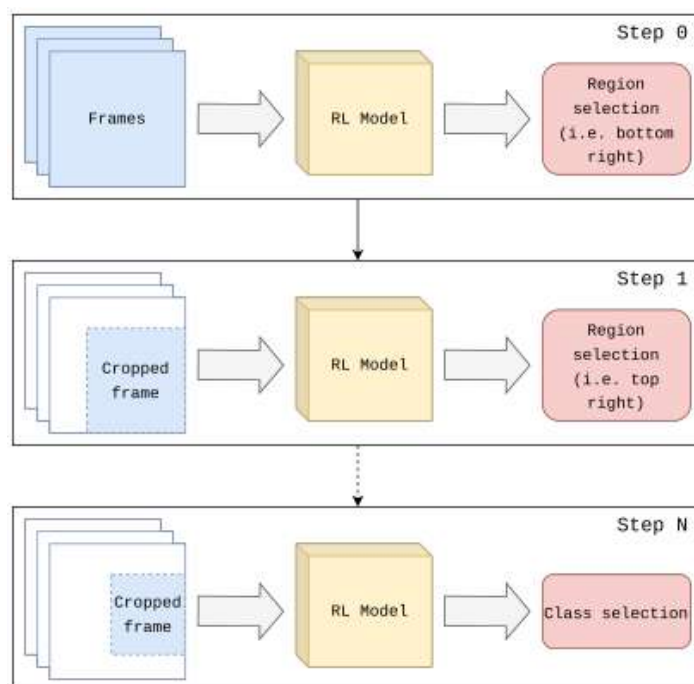 Step 0
Frames
RL Model
Region
selection
(i.e. bottom
right)
Step 1
Cropped
frame
RL Model
Region
selection
(i.e. top
right)
Step N
Cropped
frame
RL Model
Class selection